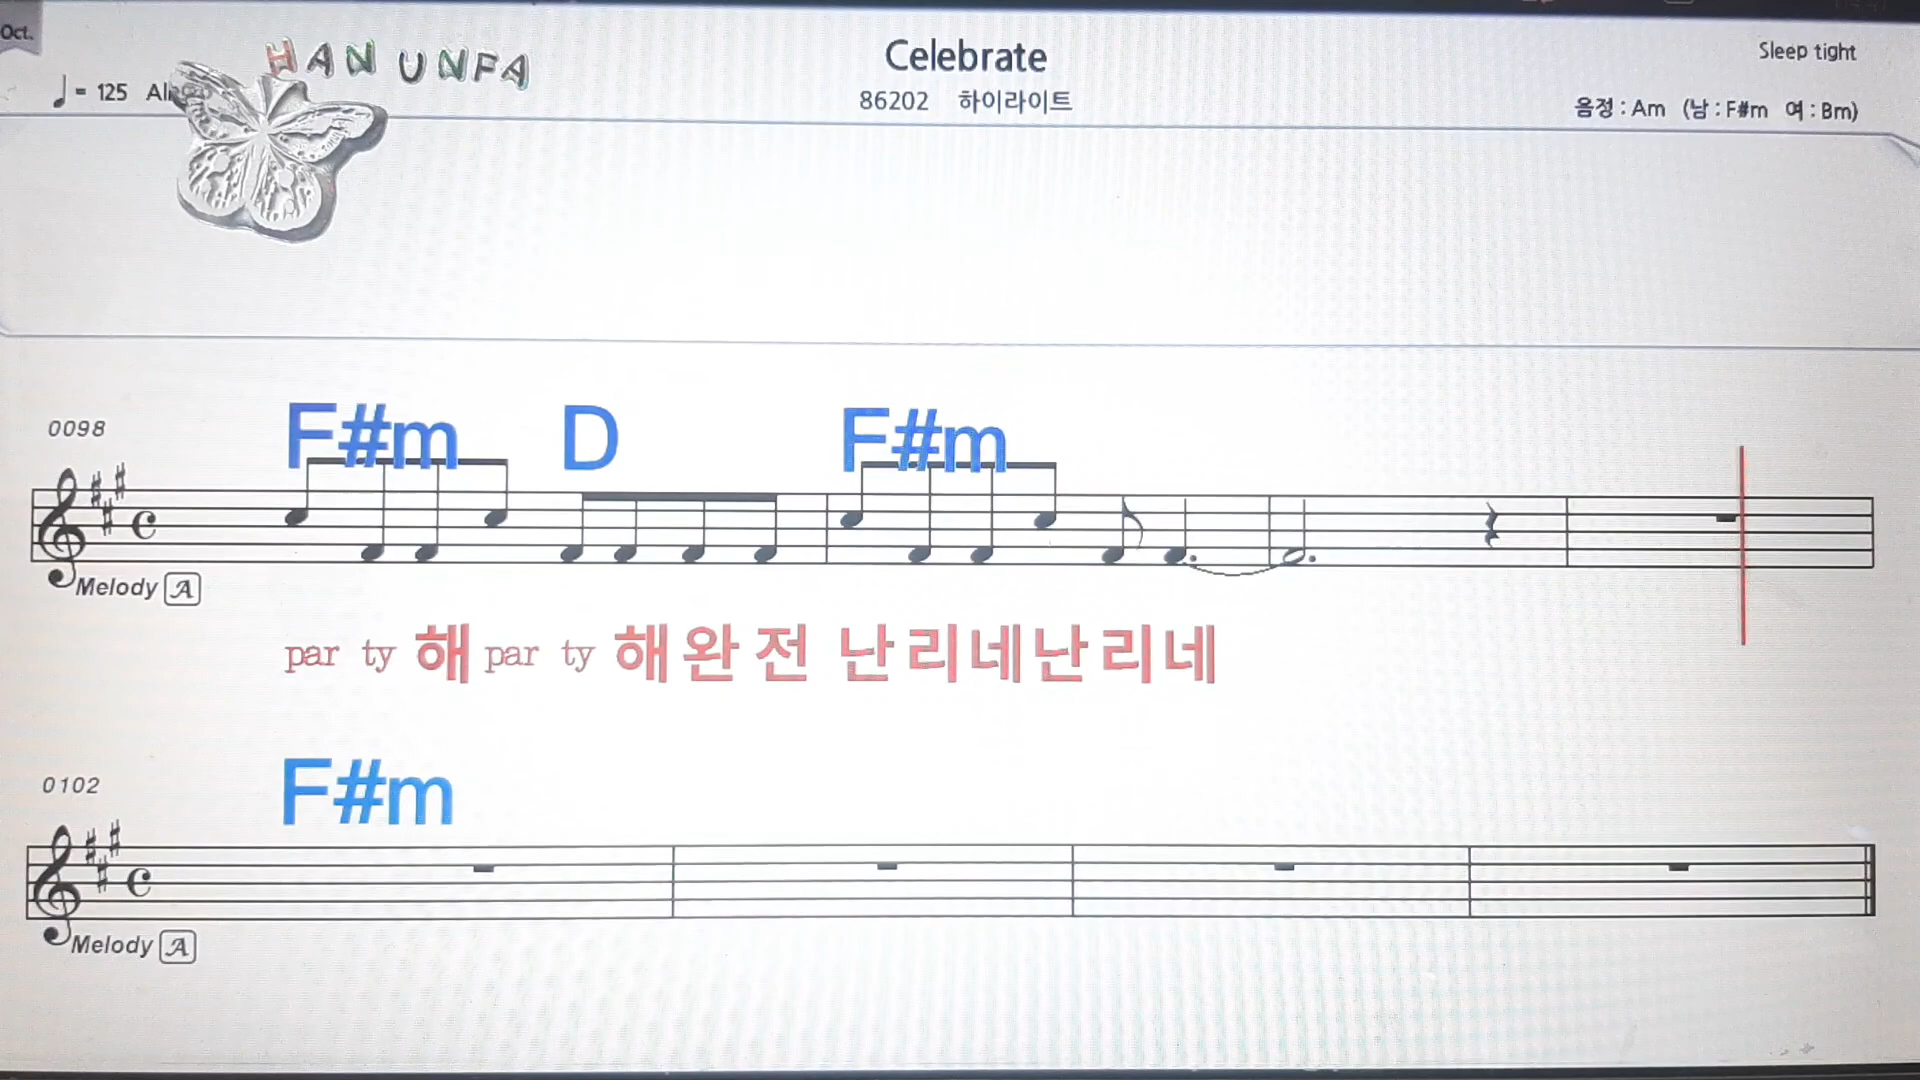 Oct.
HAN UNFA
Celebrate
Sleep tight
= 125
86202 하이라이트
음정 : Am (남 : F#m 여 : Bm)
F#m D F#m
0098
Melody A
par ty 해 par ty 해 완 전 난 리 네 난 리 네
F#m
0102
Melody A